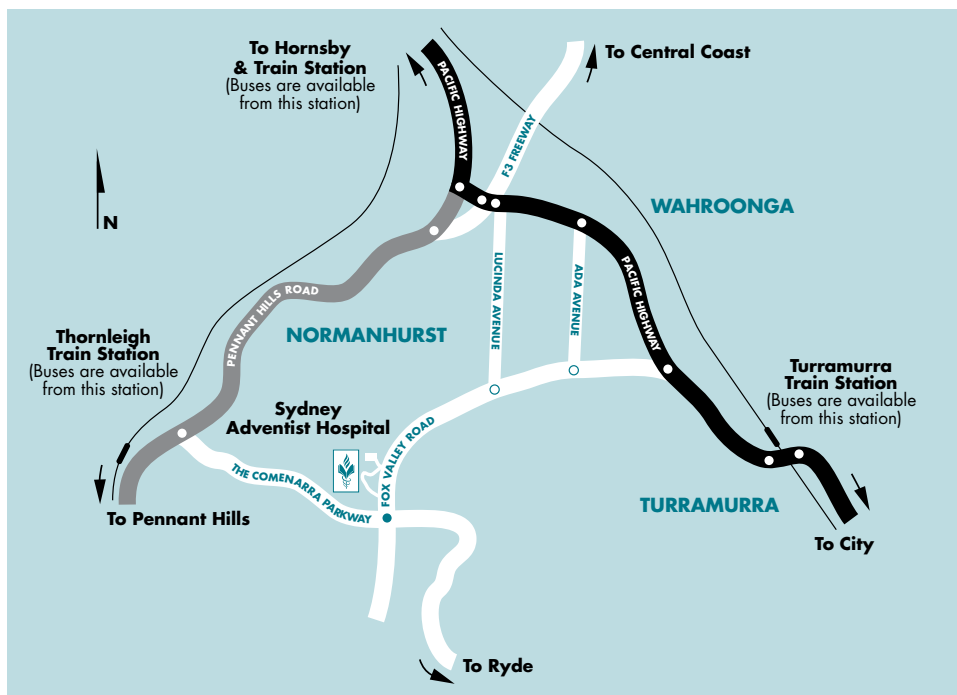 To Hornsby
& Train Station
(Buses are available
from this station)
To Central Coast
PACIFIC HIGHWAY
F3 FREEWAY
N
WAHROONGA
LUCINDA AVENUE
ADA AVENUE
PACIFIC HIGHWAY
PENNANT HILLS ROAD
NORMANHURST
Thornleigh
Train Station
(Buses are available
from this station)
Turramurra
Train Station
(Buses are available
from this station)
Sydney
Adventist Hospital
FOX VALLEY ROAD
THE COMENARRA PARKWAY
TURRAMURRA
To Pennant Hills
To City
To Ryde